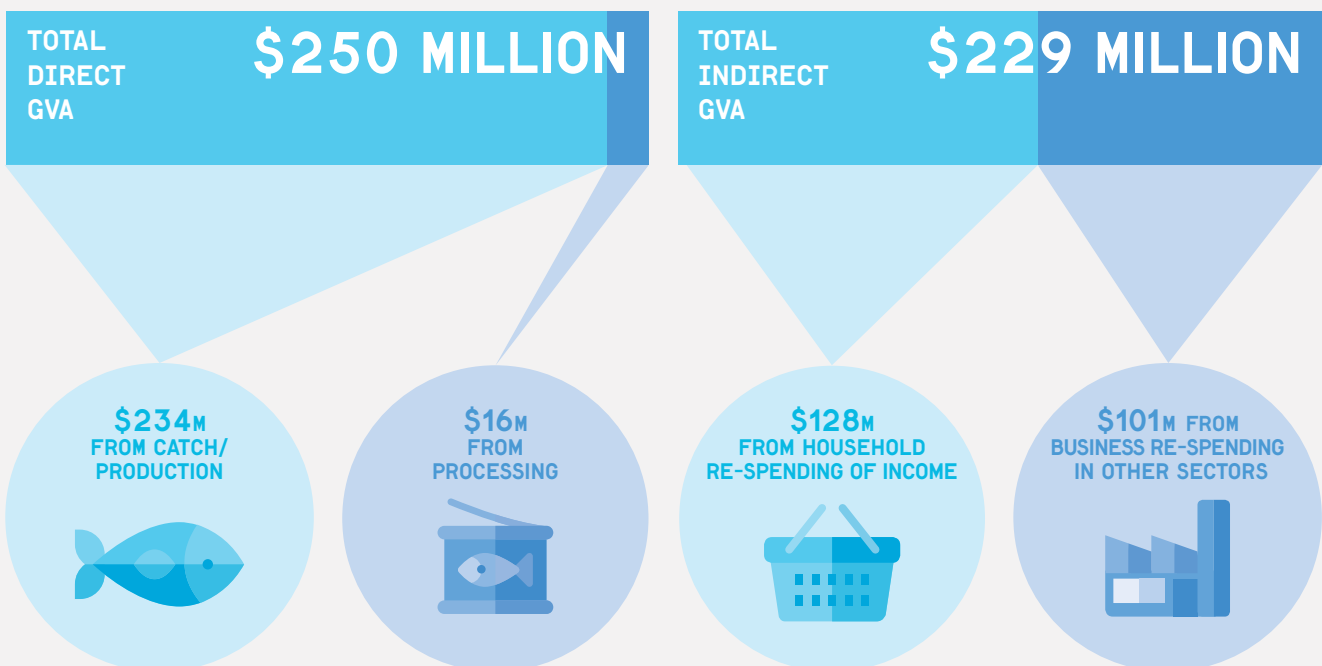 TOTAL
DIRECT
GVA
$250 MILLION
TOTAL
INDIRECT
GVA
$229 MILLION
$234M
FROM CATCH/
PRODUCTION
$16M
FROM
PROCESSING
$128M
FROM HOUSEHOLD
RE-SPENDING OF INCOME
$101M FROM
BUSINESS RE-SPENDING
IN OTHER SECTORS